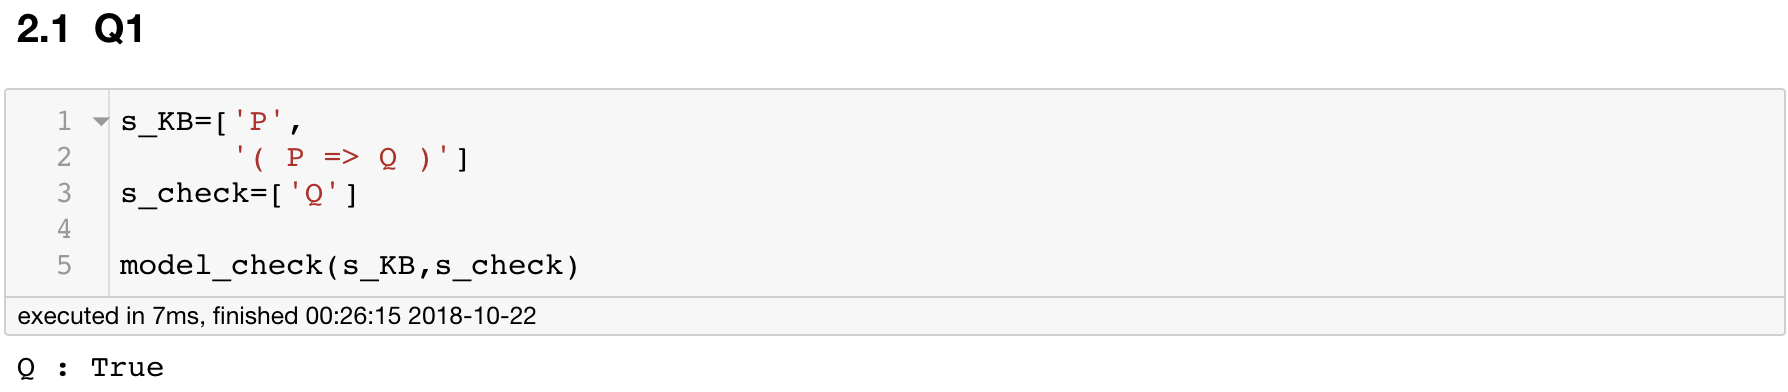 2.1 Q1
1 s_KB=['P',
2 '( P => Q )']
3 s_check=['Q']
4
5 model_check(s_KB,s_check)
executed in 7ms, finished 00:26:15 2018-10-22
Q : True